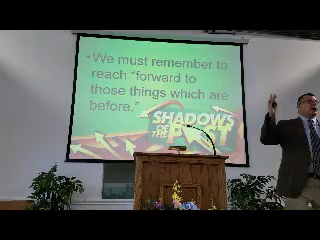 • We must remember to
reach "forward to
those things which are
before."
SHADOWS
OF THE
PAST